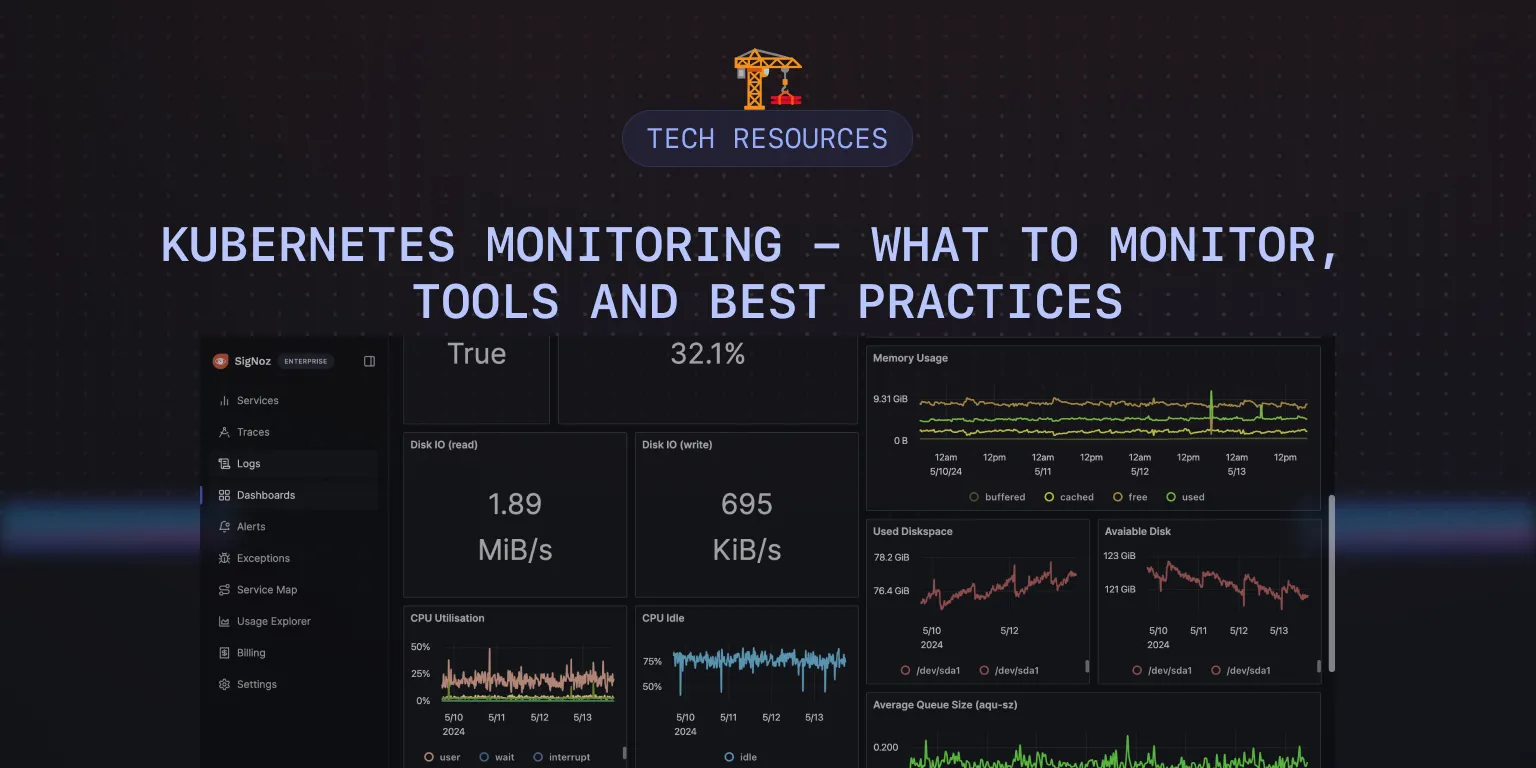 TECH RESOURCES
KUBERNETES MONITORING – WHAT TO MONITOR,
TOOLS AND BEST PRACTICES
SigNoz ENTERPRISE
Services
Traces
Logs
Dashboards
Alerts
Exceptions
Service Map
Usage Explorer
Billing
Settings
True
32.1%
Disk IO (read)
1.89
MiB/s
Disk IO (write)
695
KiB/s
CPU Utilisation
50%
25%
0%
5/10 5/11 5/12 5/13
2024
user wait interrupt
CPU Idle
75%
50%
5/10 5/11 5/12 5/13
2024
idle
Memory Usage
9.31 GiB
0 B
12am 12pm 12am 12pm 12am 12pm 12am 12pm
5/10/24 5/11 5/12 5/13
buffered cached free used
Used Diskspace
78.2 GiB
76.4 GiB
5/10 5/12
2024
/dev/sda1 /dev/sda1
Avaiable Disk
123 GiB
121 GiB
5/10 5/11 5/12 5/13
2024
/dev/sda1 /dev/sda1
Average Queue Size (aqu-sz)
0.200